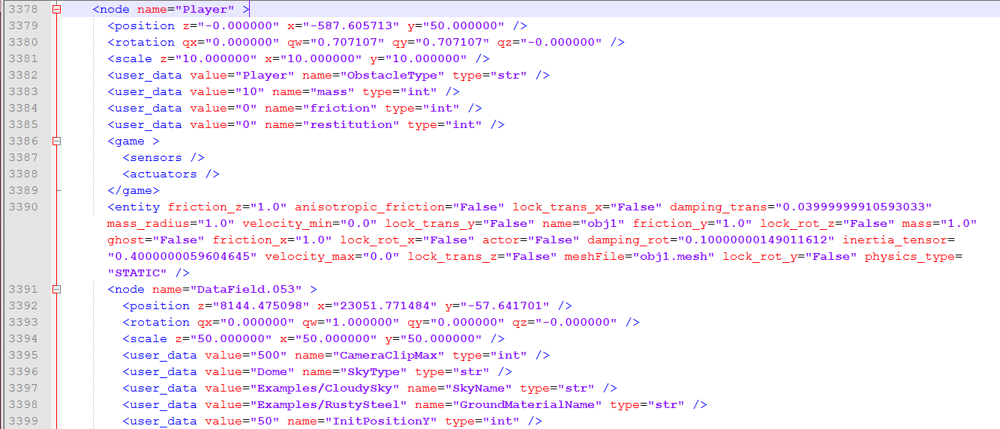 3378 <node name="Player" >
3379 <position z="-0.000000" x="-587.605713" y="50.000000" />
3380 <rotation qx="0.000000" qw="0.707107" qy="0.707107" qz="-0.000000" />
3381 <scale z="10.000000" x="10.000000" y="10.000000" />
3382 <user_data value="Player" name="ObstacleType" type="str" />
3383 <user_data value="10" name="mass" type="int" />
3384 <user_data value="0" name="friction" type="int" />
3385 <user_data value="0" name="restitution" type="int" />
3386 <game >
3387 <sensors />
3388 <actuators />
3389 </game>
3390 <entity friction_z="1.0" anisotropic_friction="False" lock_trans_x="False" damping_trans="0.03999999910593033"
mass_radius="1.0" velocity_min="0.0" lock_trans_y="False" name="obj1" friction_y="1.0" lock_rot_z="False" mass="1.0"
ghost="False" friction_x="1.0" lock_rot_x="False" actor="False" damping_rot="0.10000000149011612" inertia_tensor=
"0.4000000059604645" velocity_max="0.0" lock_trans_z="False" meshFile="obj1.mesh" lock_rot_y="False" physics_type=
"STATIC" />
3391 <node name="DataField.053" >
3392 <position z="8144.475098" x="23051.771484" y="-57.641701" />
3393 <rotation qx="0.000000" qw="1.000000" qy="0.000000" qz="-0.000000" />
3394 <scale z="50.000000" x="50.000000" y="50.000000" />
3395 <user_data value="500" name="CameraClipMax" type="int" />
3396 <user_data value="Dome" name="SkyType" type="str" />
3397 <user_data value="Examples/CloudySky" name="SkyName" type="str" />
3398 <user_data value="Examples/RustySteel" name="GroundMaterialName" type="str" />
3399 <user_data value="50" name="InitPositionY" type="int" />